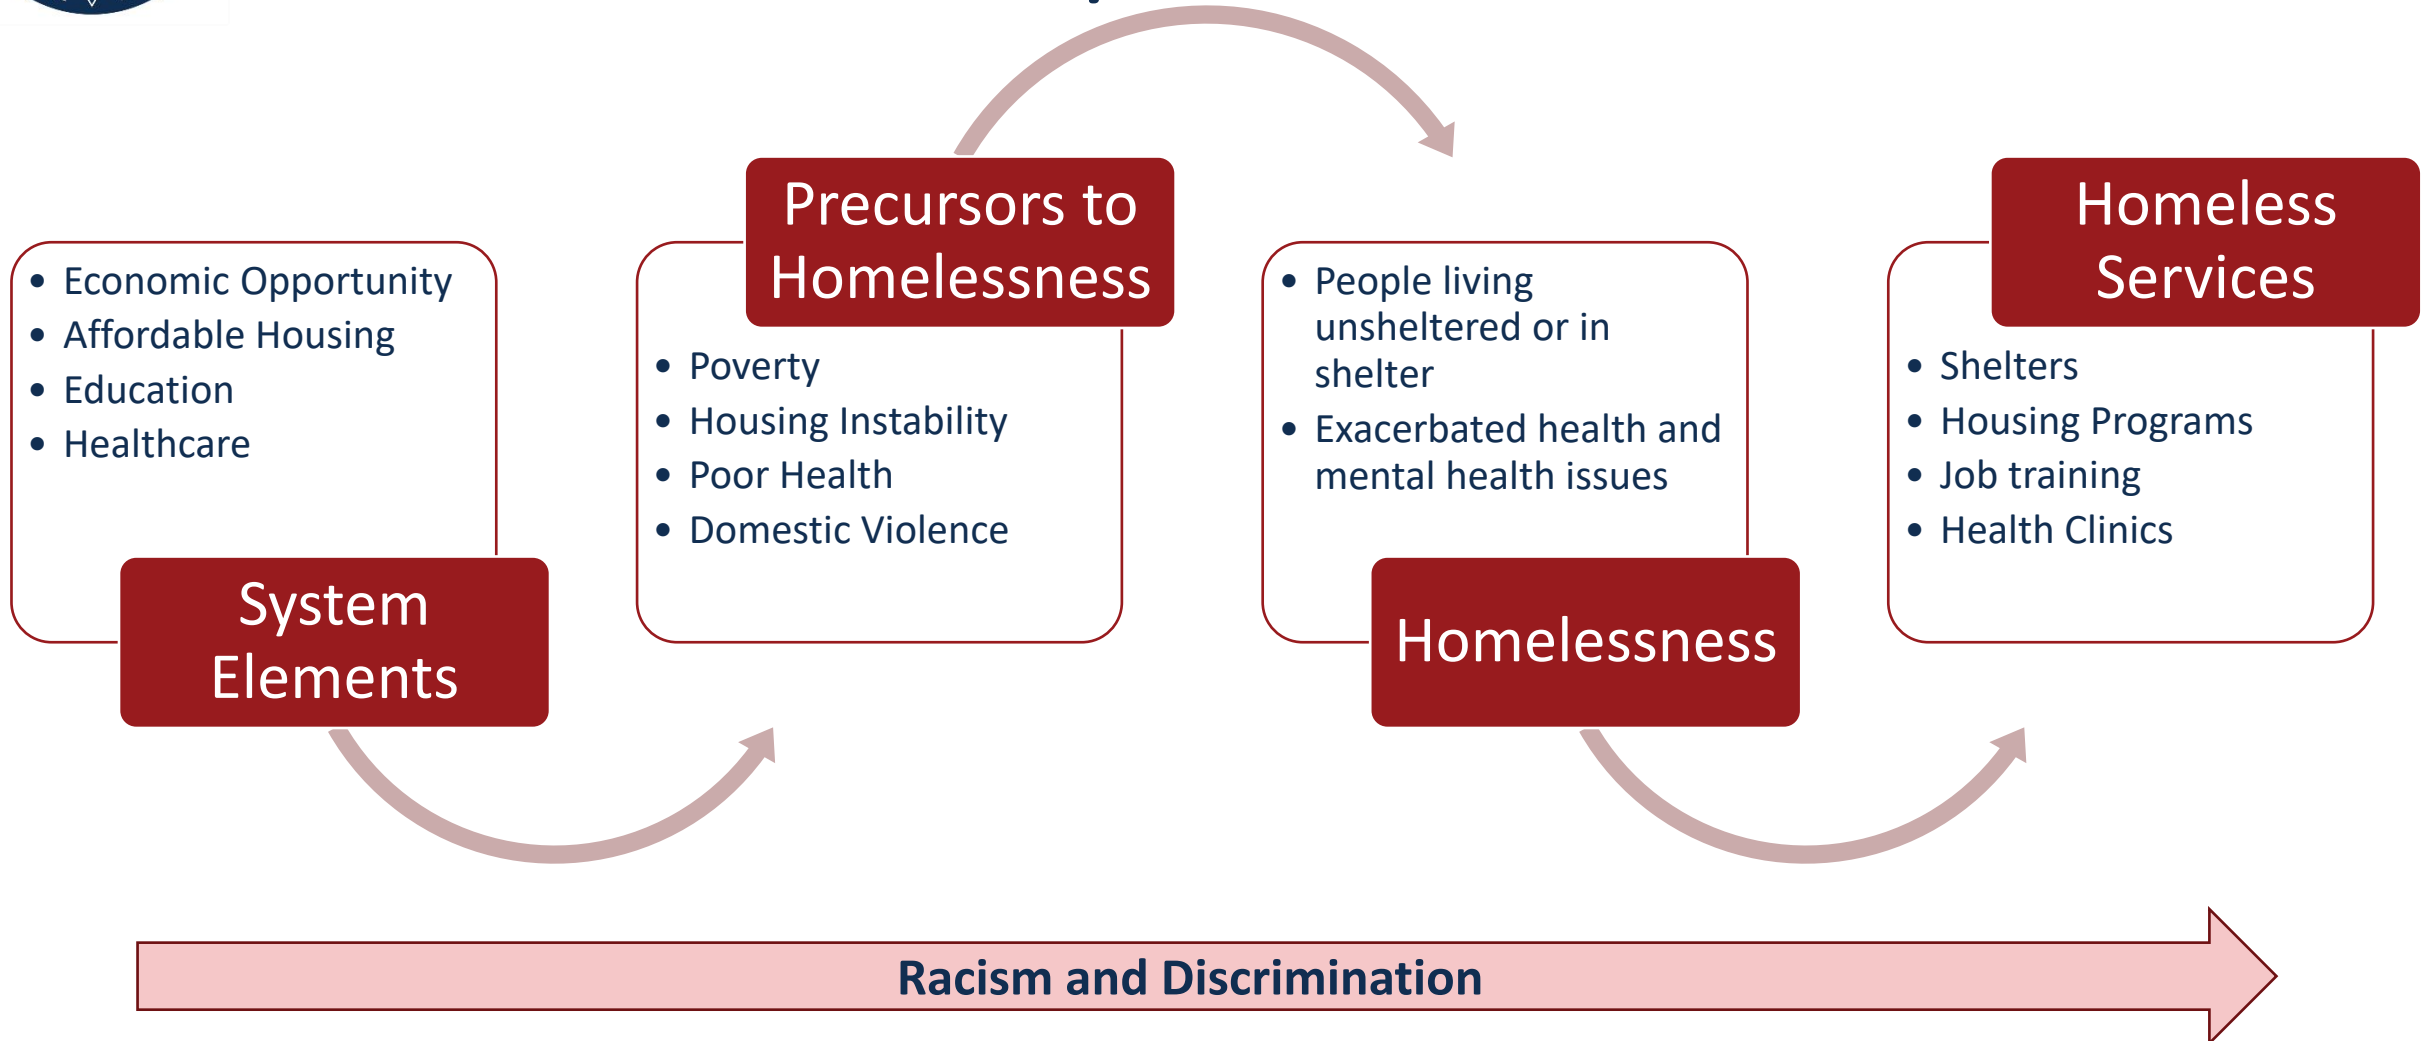 • Economic Opportunity
• Affordable Housing
• Education
• Healthcare
System
Elements
Precursors to
Homelessness
• Poverty
• Housing Instability
• Poor Health
• Domestic Violence
• People living
unsheltered or in
shelter
• Exacerbated health and
mental health issues
Homelessness
Homeless
Services
• Shelters
• Housing Programs
• Job training
• Health Clinics
Racism and Discrimination